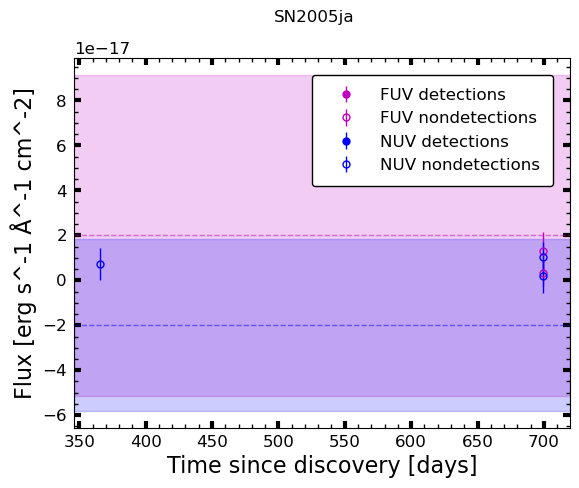 SN2005ja
1e−17
FUV detections
FUV nondetections
NUV detections
NUV nondetections
8
6
4
2
0
−2
−4
−6
Flux [erg s^-1 Å^-1 cm^-2]
350 400 450 500 550 600 650 700
Time since discovery [days]